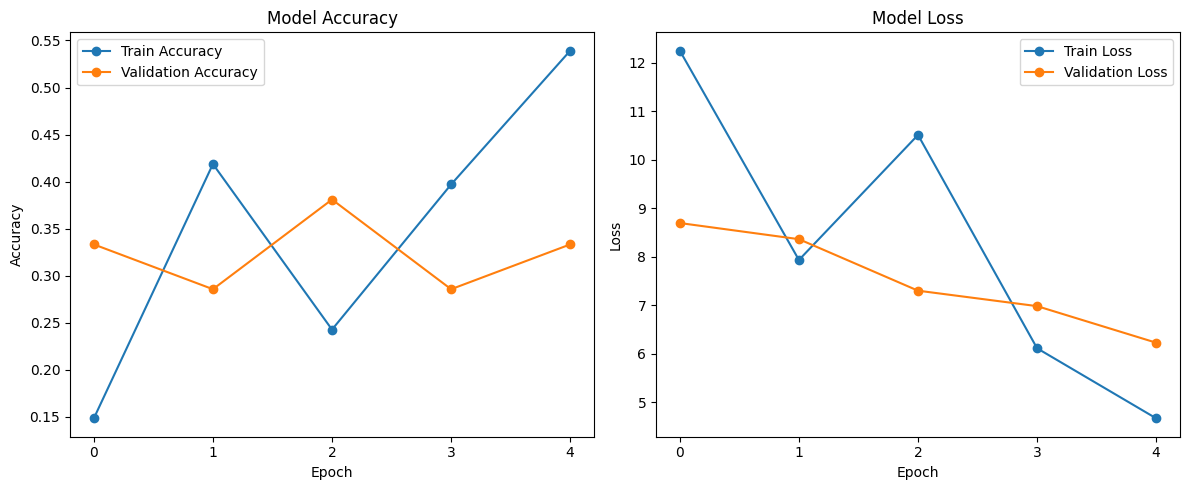 Model Accuracy
Train Accuracy
Validation Accuracy
Accuracy
0.55
0.50
0.45
0.40
0.35
0.30
0.25
0.20
0.15
0 1 2 3 4
Epoch
Model Loss
Train Loss
Validation Loss
Loss
12
11
10
9
8
7
6
5
0 1 2 3 4
Epoch